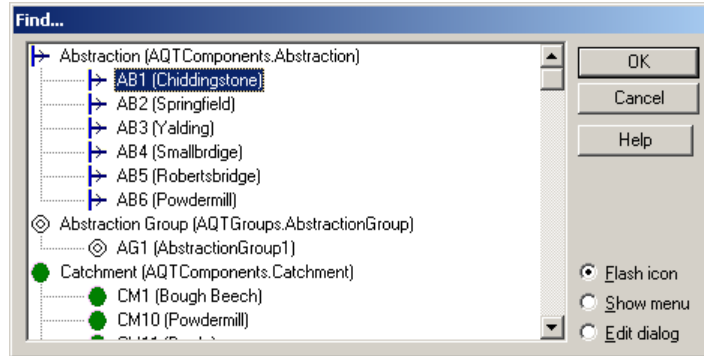 Find...
Abstraction (AQTComponents.Abstraction)
AB1 (Chiddingstone)
AB2 (Springfield)
AB3 (Yalding)
AB4 (Smallbrdige)
AB5 (Robertsbridge)
AB6 (Powdermill)
Abstraction Group (AQTGroups.AbstractionGroup)
AG1 (AbstractionGroup1)
Catchment (AQTComponents.Catchment)
CM1 (Bough Beech)
CM10 (Powdermill)
OK
Cancel
Help
Flash icon
Show menu
Edit dialog